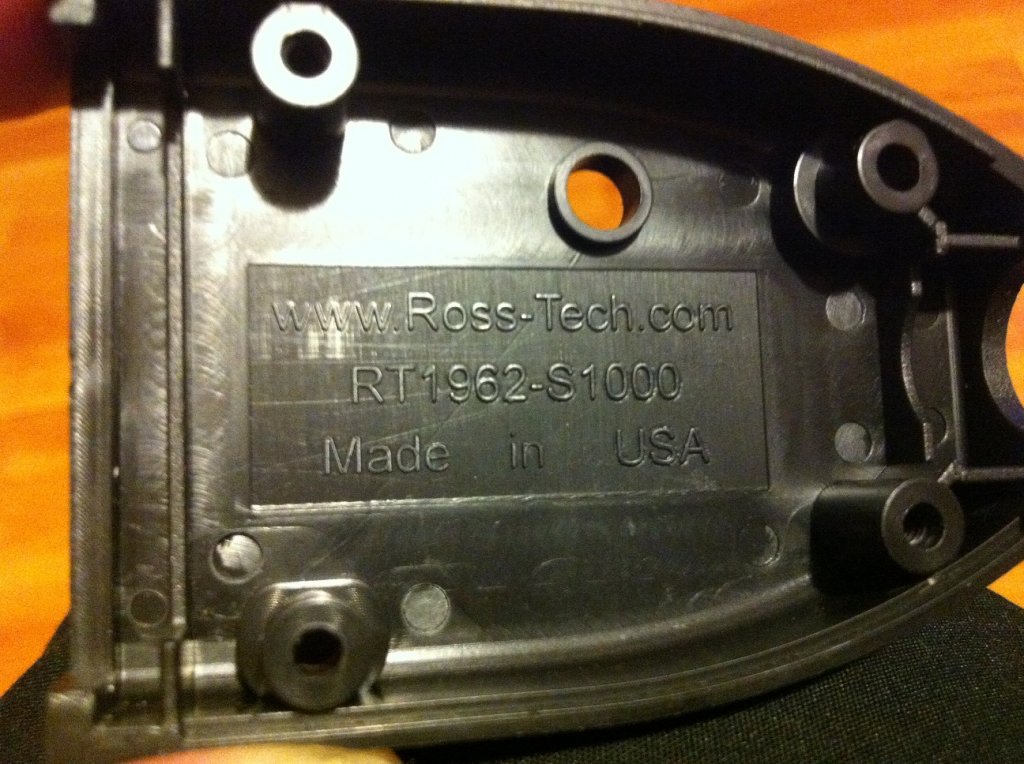 www.Ross-Tech.com
RT1962-S1000
Made in USA